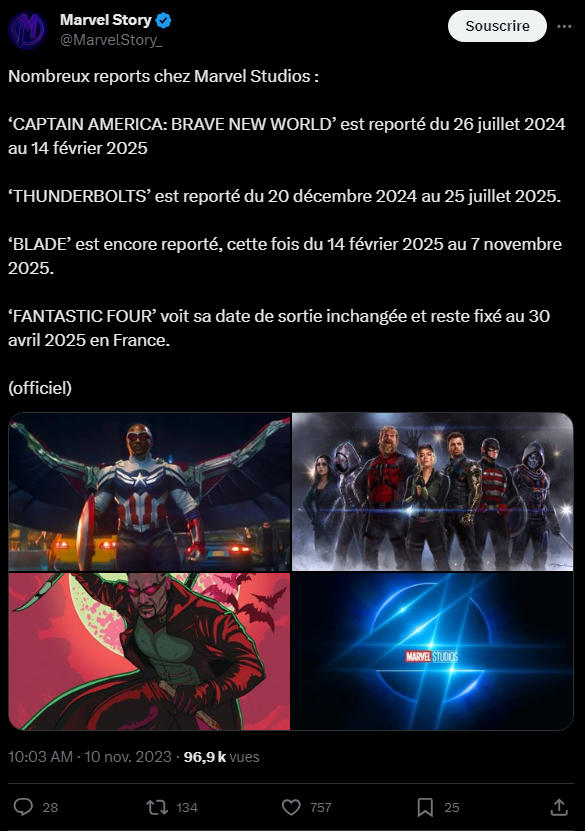 Marvel Story
@MarvelStory_
Souscrire
Nombreux reports chez Marvel Studios :
‘CAPTAIN AMERICA: BRAVE NEW WORLD’ est reporté du 26 juillet 2024
au 14 février 2025
‘THUNDERBOLTS’ est reporté du 20 décembre 2024 au 25 juillet 2025.
‘BLADE’ est encore reporté, cette fois du 14 février 2025 au 7 novembre
2025.
‘FANTASTIC FOUR’ voit sa date de sortie inchangée et reste fixé au 30
avril 2025 en France.
(officiel)
MARVEL STUDIOS
10:03 AM · 10 nov. 2023 · 96,9 k vues
28 134 757 25